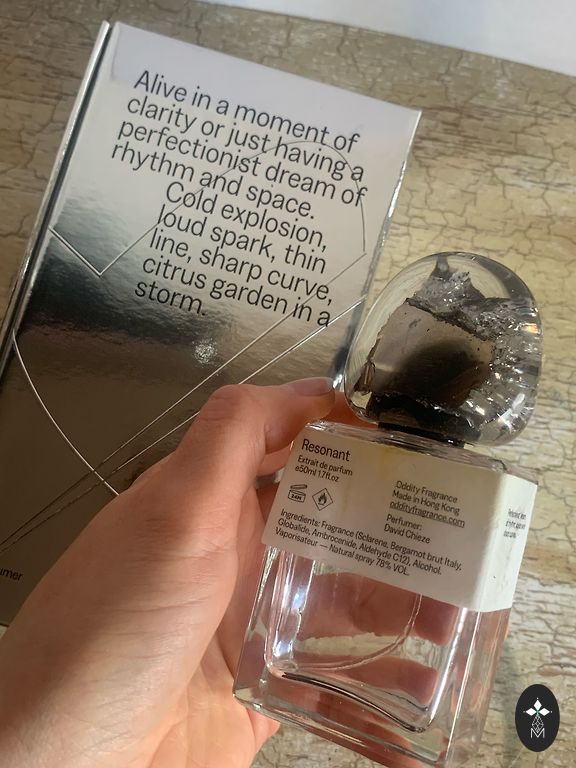 Alive in a moment of
clarity or just having a
perfectionist dream of
rhythm and space.
Cold explosion,
loud spark, thin
line, sharp curve,
citrus garden in a
storm.
Resonant
Extrait de parfum
e50ml 1.7fl.oz
24M
Oddity Fragrance
Made in Hong Kong
oddityfragrance.com
Perfumer:
David Chieze
Ingredients: Fragrance (Sclarene, Bergamot brut Italy,
Globalide, Ambrocenide, Aldehyde C12), Alcohol.
Vaporisateur — Natural spray 78% VOL.